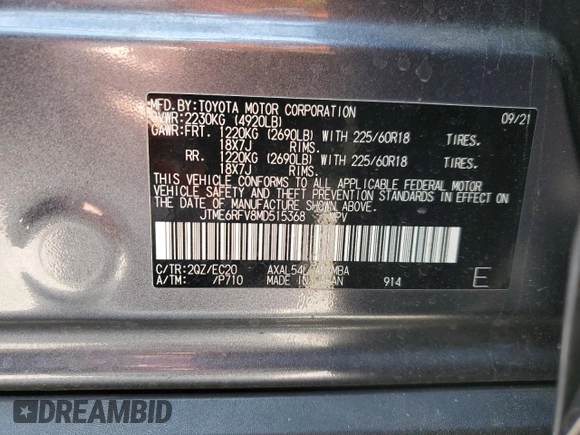 MFD.BY:TOYOTA MOTOR CORPORATION 09/21
GVWR:2230KG (4920LB)
GAWR:FRT. 1220KG (2690LB) WITH 225/60R18 TIRES.
18X7J RIMS.
RR. 1220KG (2690LB) WITH 225/60R18 TIRES.
18X7J RIMS.
THIS VEHICLE CONFORMS TO ALL APPLICABLE FEDERAL MOTOR
VEHICLE SAFETY AND THEFT PREVENTION STANDARDS IN EFFECT ON
THE DATE OF MANUFACTURE SHOWN ABOVE.
JTME6RFV8MD515368
C/TR:2QZ/EC20
A/TM: /P710 MADE IN 914
E
DREAMBID